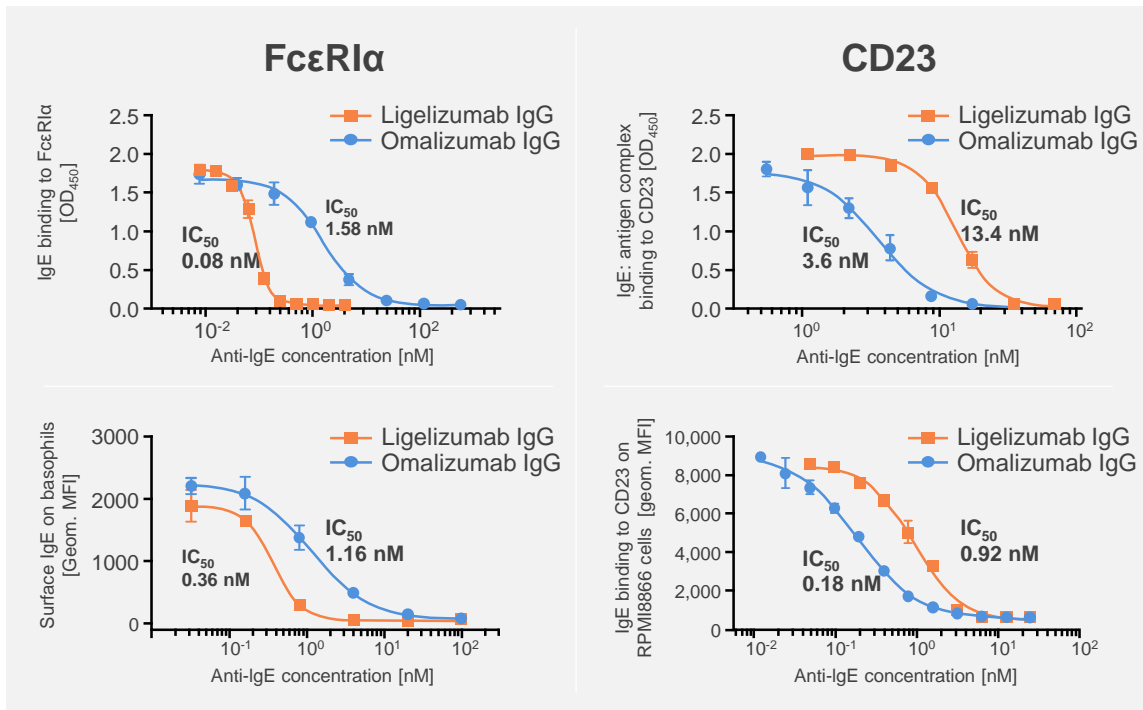 FcεRIα
IgE binding to FcεRIα
[OD450]
2.5
2.0
1.5
1.0
0.5
0.0
Ligelizumab IgG
Omalizumab IgG
IC50
0.08 nM
IC50
1.58 nM
10-2
100
102
Anti-IgE concentration [nM]
CD23
IgE: antigen complex
binding to CD23 [OD450]
2.5
2.0
1.5
1.0
0.5
0.0
Ligelizumab IgG
Omalizumab IgG
IC50
3.6 nM
IC50
13.4 nM
100
101
102
Anti-IgE concentration [nM]
Surface IgE on basophils
[Geom. MFI]
3000
2000
1000
0
Ligelizumab IgG
Omalizumab IgG
IC50
0.36 nM
IC50
1.16 nM
10-1
100
101
102
Anti-IgE concentration [nM]
IgE binding to CD23 on
RPMI8866 cells [geom. MFI]
10,000
8,000
6,000
4,000
2,000
0
Ligelizumab IgG
Omalizumab IgG
IC50
0.18 nM
IC50
0.92 nM
10-2
10-1
100
101
102
Anti-IgE concentration [nM]